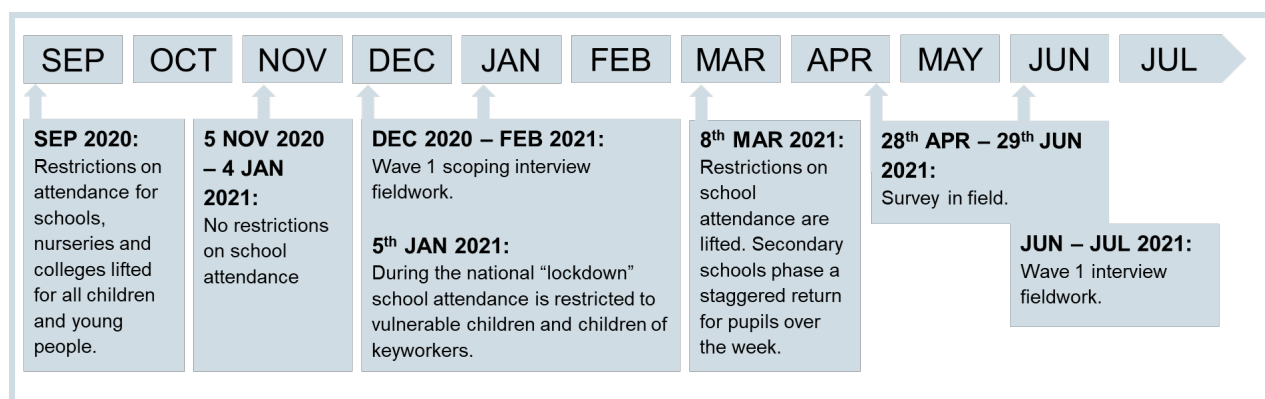 SEP OCT NOV DEC JAN FEB MAR APR MAY JUN JUL
SEP 2020:
Restrictions on
attendance for
schools,
nurseries and
colleges lifted
for all children
and young
people.
5 NOV 2020
– 4 JAN
2021:
No restrictions
on school
attendance
DEC 2020 – FEB 2021:
Wave 1 scoping interview
fieldwork.
5th JAN 2021:
During the national “lockdown”
school attendance is restricted to
vulnerable children and children of
keyworkers.
8th MAR 2021:
Restrictions on
school
attendance are
lifted. Secondary
schools phase a
staggered return
for pupils over
the week.
28th APR – 29th JUN
2021:
Survey in field.
JUN – JUL 2021:
Wave 1 interview
fieldwork.